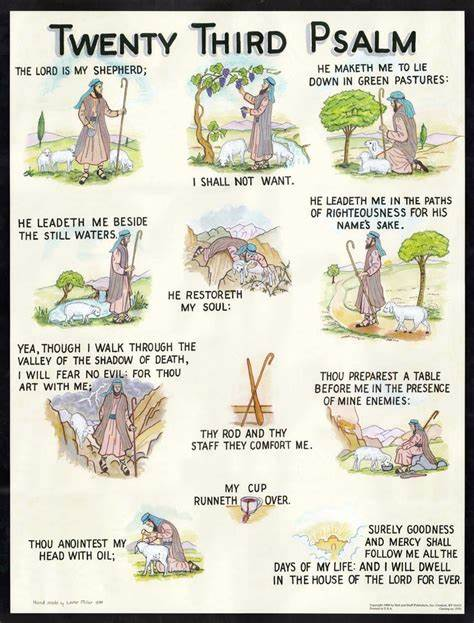 TWENTY THIRD PSALM
THE LORD IS MY SHEPHERD;
I SHALL NOT WANT.
HE MAKETH ME TO LIE
DOWN IN GREEN PASTURES:
HE LEADETH ME BESIDE
THE STILL WATERS.
HE RESTORETH
MY SOUL:
HE LEADETH ME IN THE PATHS
OF RIGHTEOUSNESS FOR HIS
NAME'S SAKE.
YEA, THOUGH I WALK THROUGH THE
VALLEY OF THE SHADOW OF DEATH,
I WILL FEAR NO EVIL: FOR THOU
ART WITH ME;
THY ROD AND THY
STAFF THEY COMFORT ME.
THOU PREPAREST A TABLE
BEFORE ME IN THE PRESENCE
OF MINE ENEMIES:
THOU ANOINTEST MY
HEAD WITH OIL;
MY CUP
RUNNETH OVER.
SURELY GOODNESS
AND MERCY SHALL
FOLLOW ME ALL THE
DAYS OF MY LIFE: AND I WILL DWELL
IN THE HOUSE OF THE LORD FOR EVER.